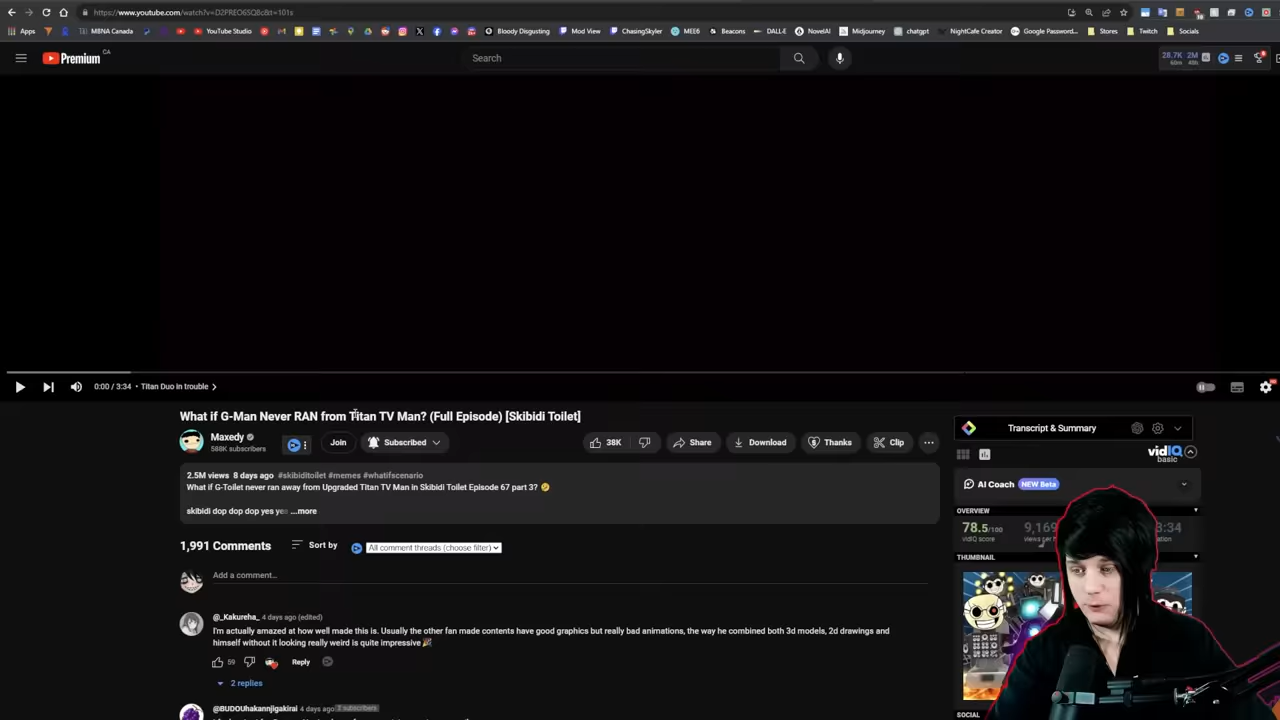 https://www.youtube.com/watch?v=D2PREO6SQ8c&t=101s
Apps MBNA Canada YouTube Studio Bloody Disgusting Mod View ChasingSkyler MEE6 Beacons DALL·E NovelAI Midjourney chatgpt NightCafe Creator Google Password... Stores Twitch Socials
Premium CA
Search
28.7K 2M
60m 48h
0:00 / 3:34 • Titan Duo in trouble
What if G-Man Never RAN from Titan TV Man? (Full Episode) [Skibidi Toilet]
Maxedy
588K subscribers
Join
Subscribed
38K
Share
Download
Thanks
Clip
2.5M views 8 days ago #skibiditoilet #memes #whatifscenario
What if G-Toilet never ran away from Upgraded Titan TV Man in Skibidi Toilet Episode 67 part 3? 🤣
skibidi dop dop dop yes yes ...more
1,991 Comments
Sort by
All comment threads (choose filter)
Add a comment...
@_Kakureha_ 4 days ago (edited)
I'm actually amazed at how well made this is. Usually the other fan made contents have good graphics but really bad animations, the way he combined both 3d models, 2d drawings and
himself without it looking really weird is quite impressive 🎉
59
Reply
2 replies
@BUDOUhakannjigakirai 4 days ago 2 subscribers
Transcript & Summary
vidIQ
basic
AI Coach NEW Beta
OVERVIEW
78.5/100
vidIQ score
9,169
views per
3:34
THUMBNAIL
SOCIAL